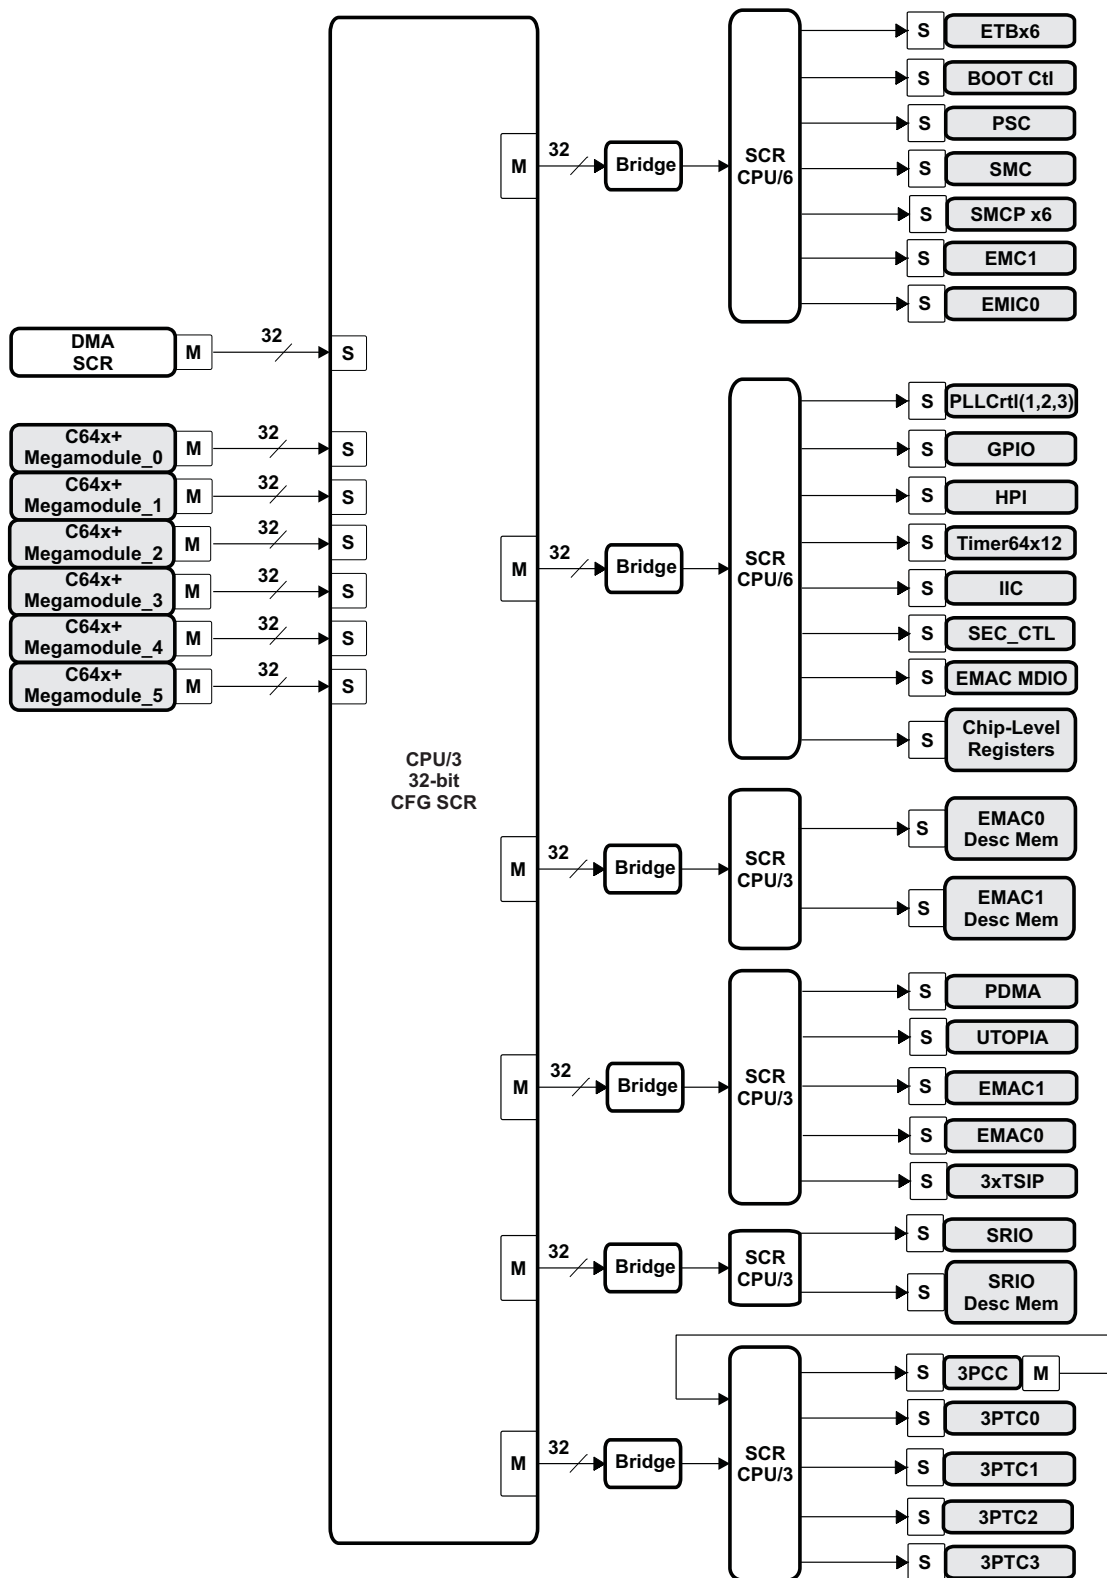 S
ETBx6
S
BOOT Ctl
S
PSC
M
32
Bridge
SCR
CPU/6
S
SMC
S
SMCP x6
S
EMC1
S
EMIC0
DMA
SCR
M
32
S
C64x+
Megamodule_0
M
32
S
C64x+
Megamodule_1
M
32
S
C64x+
Megamodule_2
M
32
S
C64x+
Megamodule_3
M
32
S
C64x+
Megamodule_4
M
32
S
C64x+
Megamodule_5
M
32
S
CPU/3
32-bit
CFG SCR
S
PLLCrtl(1,2,3)
S
GPIO
S
HPI
S
Timer64x12
M
32
Bridge
SCR
CPU/6
S
IIC
S
SEC_CTL
S
EMAC MDIO
S
Chip-Level
Registers
M
32
Bridge
SCR
CPU/3
S
EMAC0
Desc Mem
S
EMAC1
Desc Mem
S
PDMA
S
UTOPIA
M
32
Bridge
SCR
CPU/3
S
EMAC1
S
EMAC0
S
3xTSIP
M
32
Bridge
SCR
CPU/3
S
SRIO
S
SRIO
Desc Mem
S
3PCC
M
S
3PTC0
M
32
Bridge
SCR
CPU/3
S
3PTC1
S
3PTC2
S
3PTC3